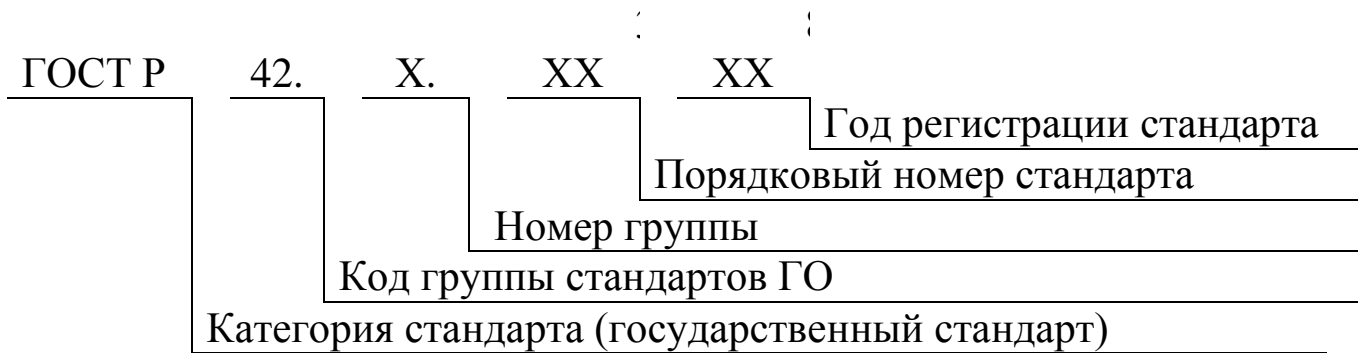 ГОСТ Р 42. Х. ХХ ХХ
Год регистрации стандарта
Порядковый номер стандарта
Номер группы
Код группы стандартов ГО
Категория стандарта (государственный стандарт)